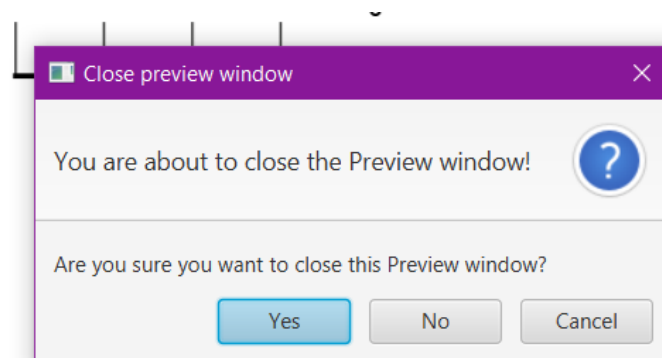 Close preview window
You are about to close the Preview window!
Are you sure you want to close this Preview window?
Yes No Cancel